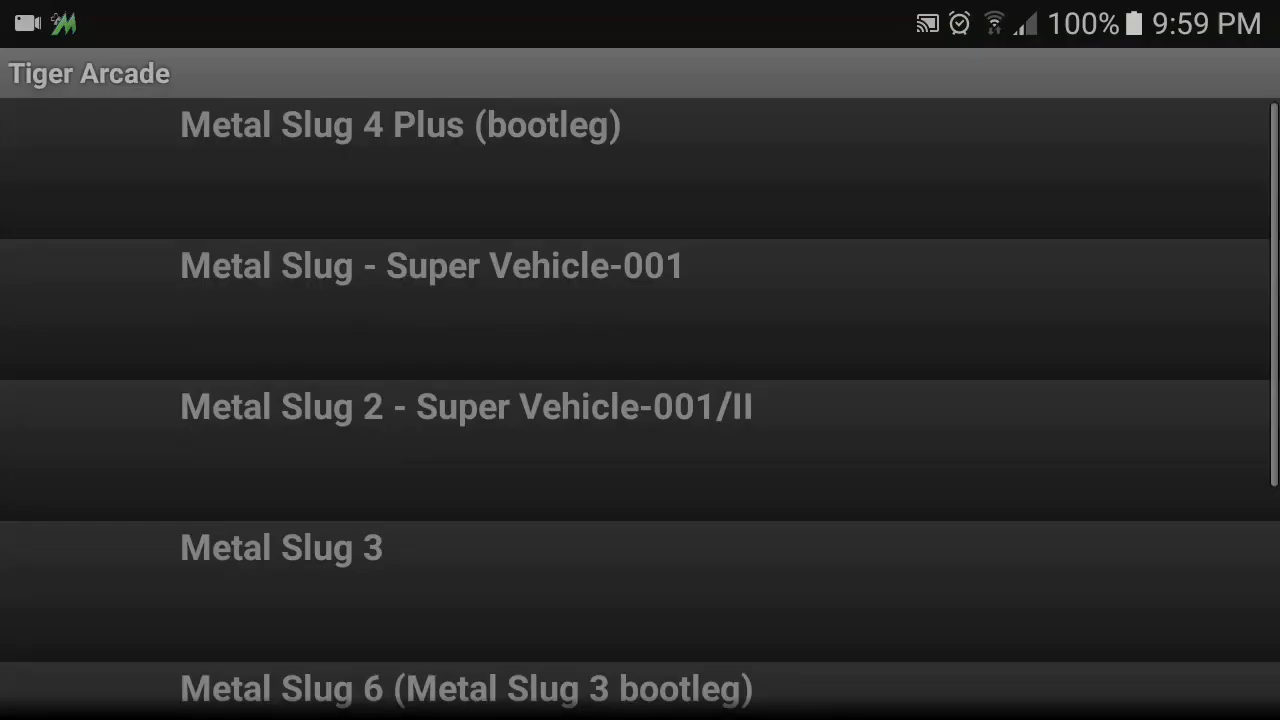 100% 9:59 PM
Tiger Arcade
Metal Slug 4 Plus (bootleg)
Metal Slug - Super Vehicle-001
Metal Slug 2 - Super Vehicle-001/II
Metal Slug 3
Metal Slug 6 (Metal Slug 3 bootleg)